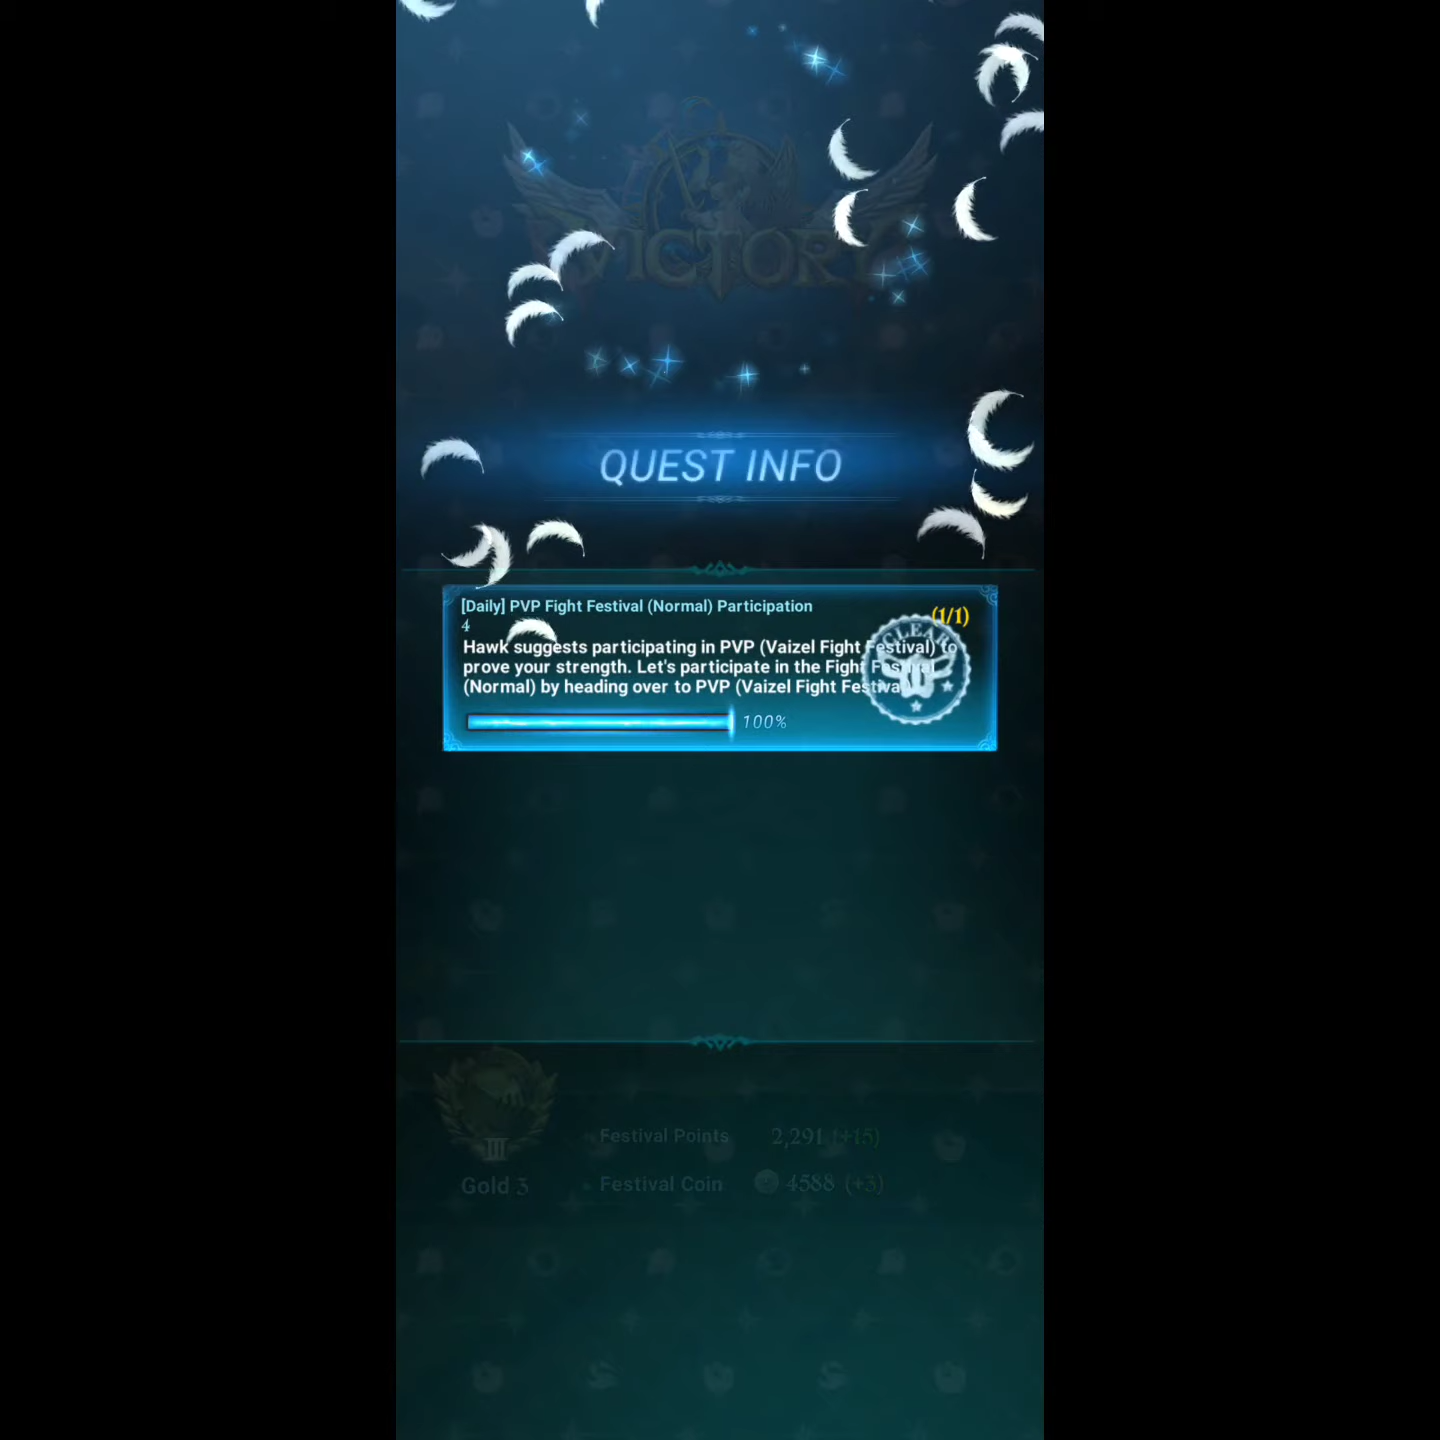 VICTORY
QUEST INFO
[Daily] PVP Fight Festival (Normal) Participation
4
(1/1)
CLEAR
Hawk suggests participating in PVP (Vaizel Fight Festival) to
prove your strength. Let's participate in the Fight Festival
(Normal) by heading over to PVP (Vaizel Fight Festival
100%
III
Gold 3
Festival Points 2,291 (+15)
Festival Coin 4588 (+3)